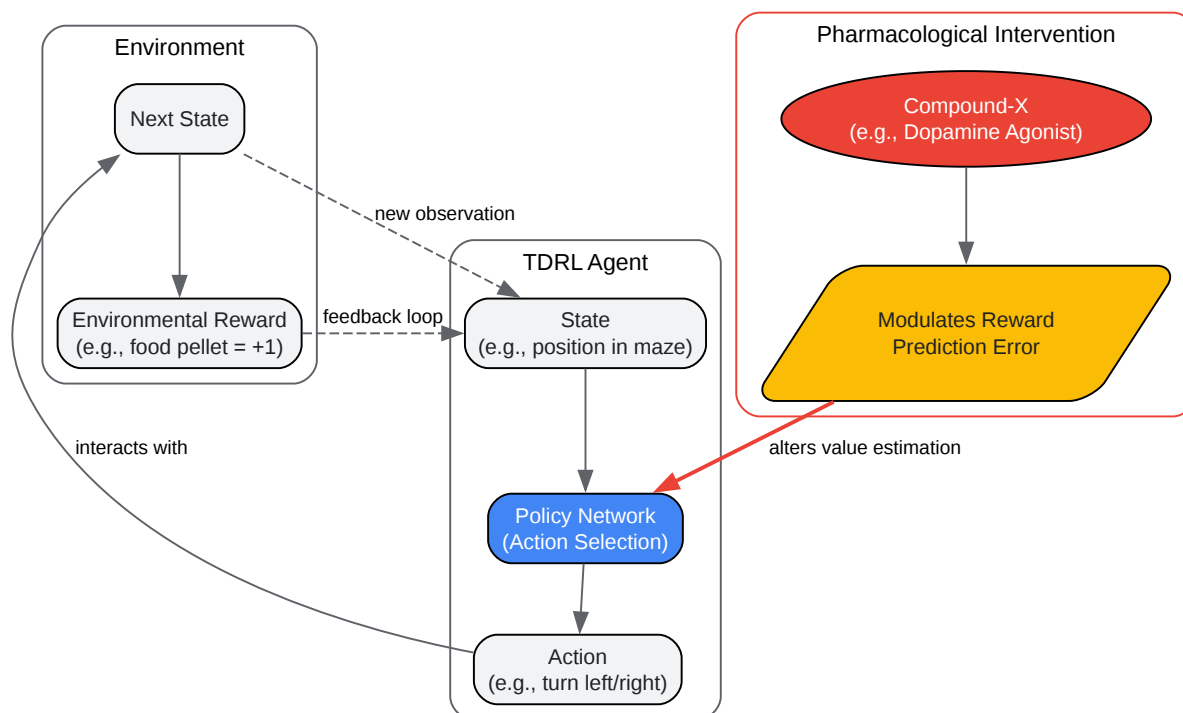 Environment
Next State
Environmental Reward
(e.g., food pellet = +1)
new observation
feedback loop
interacts with
TDRL Agent
State
(e.g., position in maze)
Policy Network
(Action Selection)
Action
(e.g., turn left/right)
Pharmacological Intervention
Compound-X
(e.g., Dopamine Agonist)
Modulates Reward
Prediction Error
alters value estimation